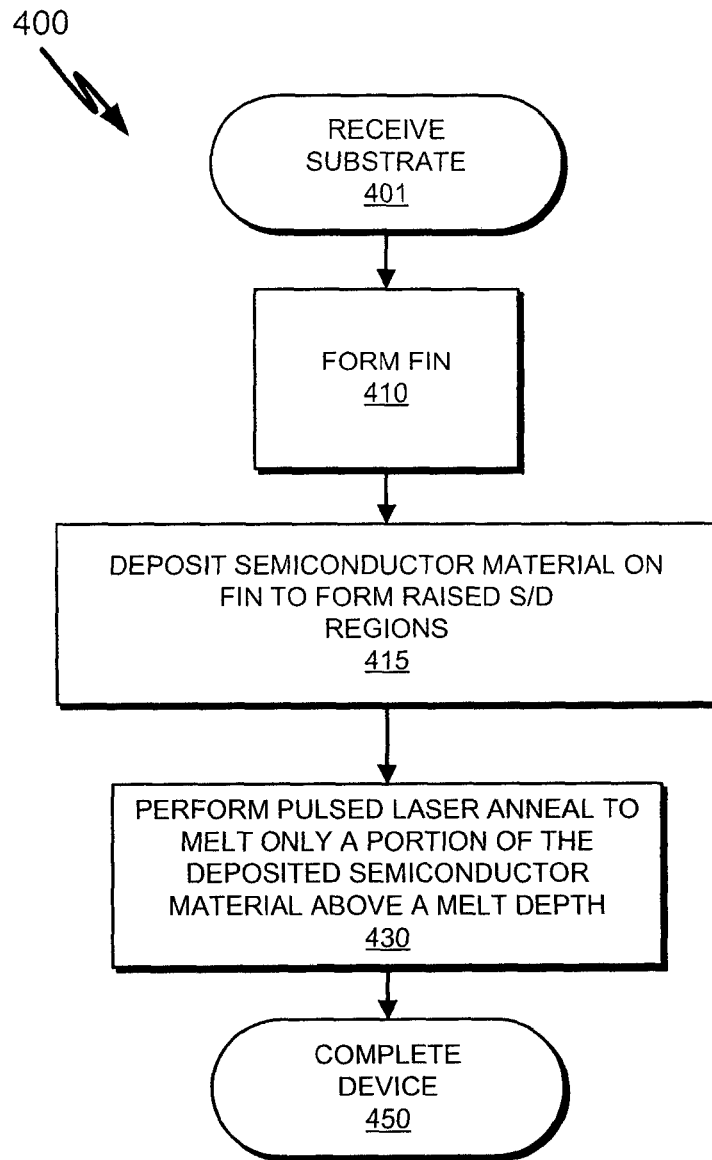 400
RECEIVE
SUBSTRATE
401
FORM FIN
410
DEPOSIT SEMICONDUCTOR MATERIAL ON
FIN TO FORM RAISED S/D
REGIONS
415
PERFORM PULSED LASER ANNEAL TO
MELT ONLY A PORTION OF THE
DEPOSITED SEMICONDUCTOR
MATERIAL ABOVE A MELT DEPTH
430
COMPLETE
DEVICE
450